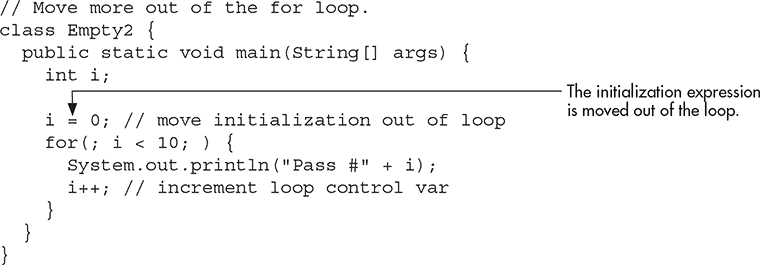 // Move more out of the for loop.
class Empty2 {
  public static void main(String[] args) {
    int i;
The initialization expression
is moved out of the loop.
    i = 0; // move initialization out of loop
    for(; i < 10; ) {
      System.out.println("Pass #" + i);
      i++; // increment loop control var
    }
  }
}